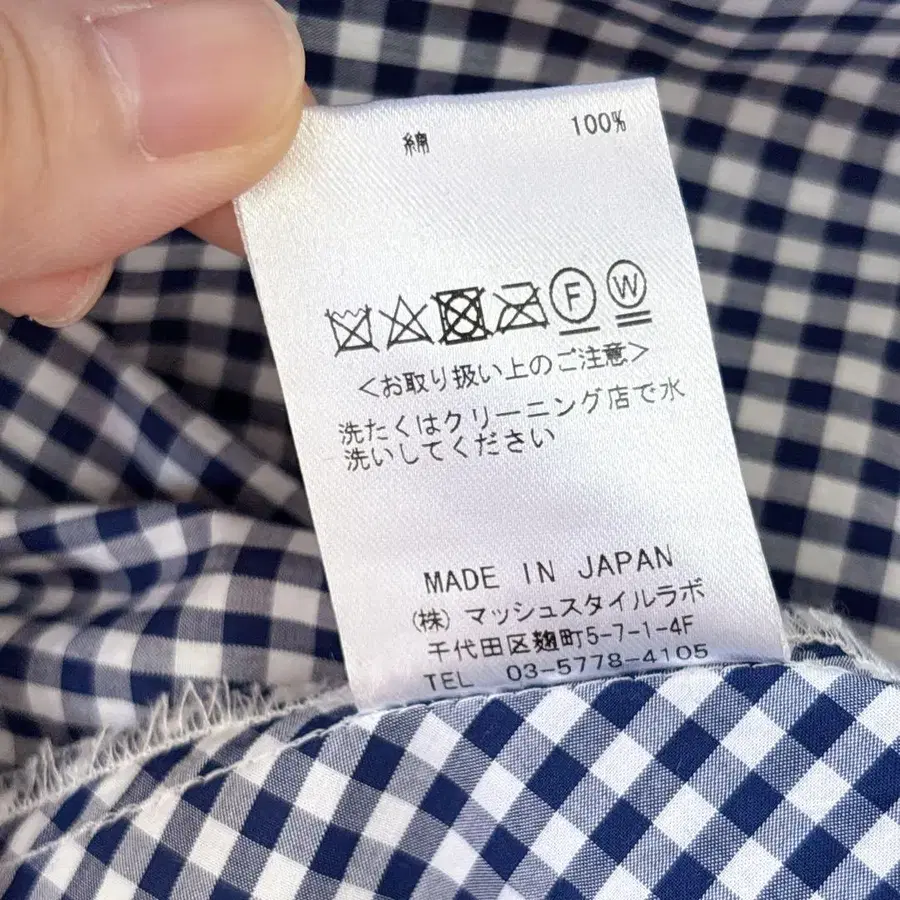 綿 100%
F W
＜お取り扱い上のご注意＞
洗たくはクリーニング店で水
洗いしてください
MADE IN JAPAN
(株) マッシュスタイルラボ
千代田区麹町5-7-1-4F
TEL 03-5778-4105